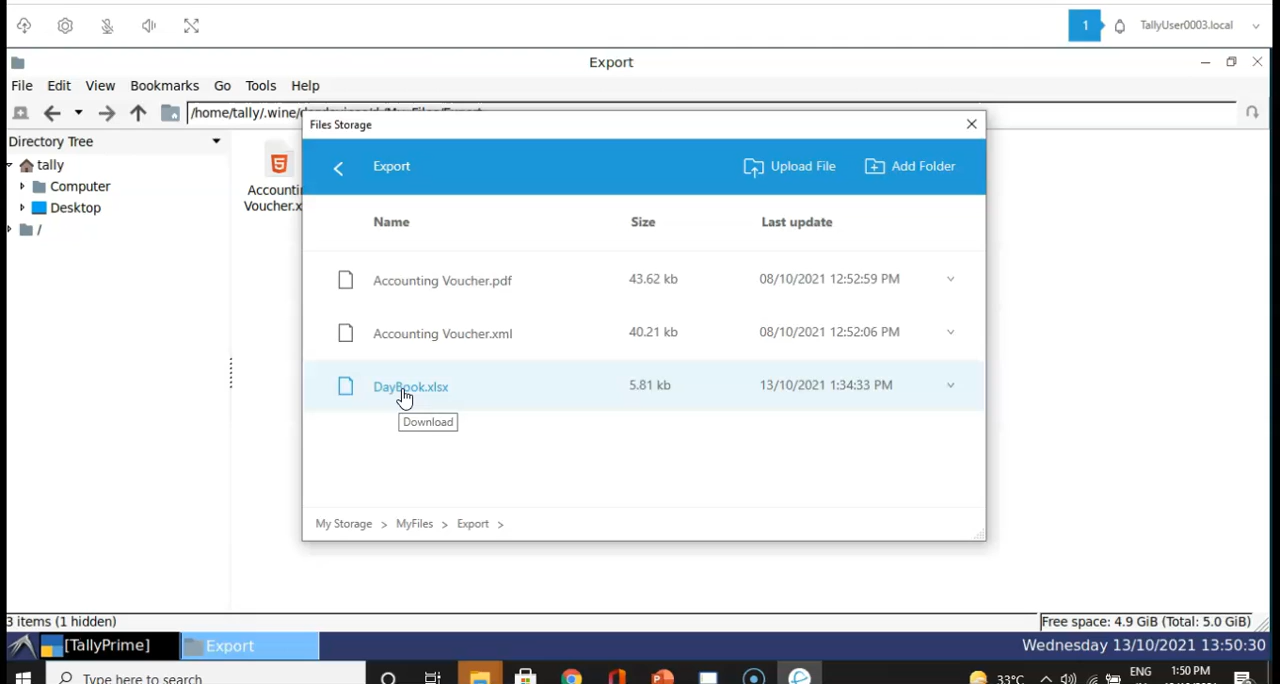 1
TallyUser0003.local
Export
File Edit View Bookmarks Go Tools Help
Directory Tree
tally
Computer
Desktop
/
Voucher.x
Files Storage
Export
Upload File
Add Folder
Name Size Last update
Accounting Voucher.pdf 43.62 kb 08/10/2021 12:52:59 PM
Accounting Voucher.xml 40.21 kb 08/10/2021 12:52:06 PM
DayBook.xlsx 5.81 kb 13/10/2021 1:34:33 PM
Download
My Storage > MyFiles > Export >
3 items (1 hidden)
Free space: 4.9 GiB (Total: 5.0 GiB)
[TallyPrime]
Export
Wednesday 13/10/2021 13:50:30
Type here to search
33°C
ENG
1:50 PM